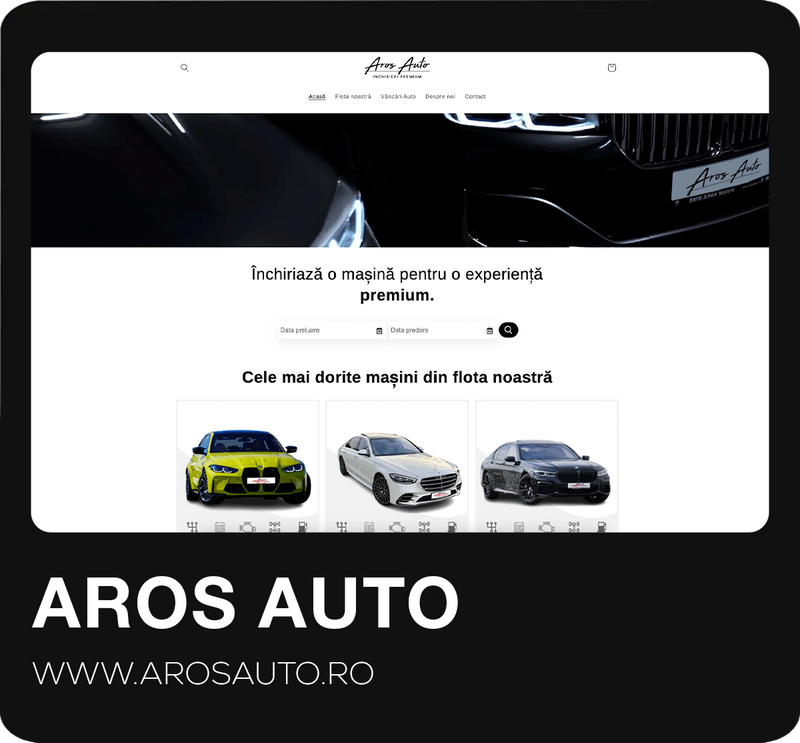 Aros Auto
ÎNCHIRIERI PREMIUM
Acasă Flota noastră Vânzări Auto Despre noi Contact
Aros Auto
Închiriază o mașină pentru o experiență
premium.
Data preluare Data predare
Cele mai dorite mașini din flota noastră
AROS AUTO
WWW.AROSAUTO.RO